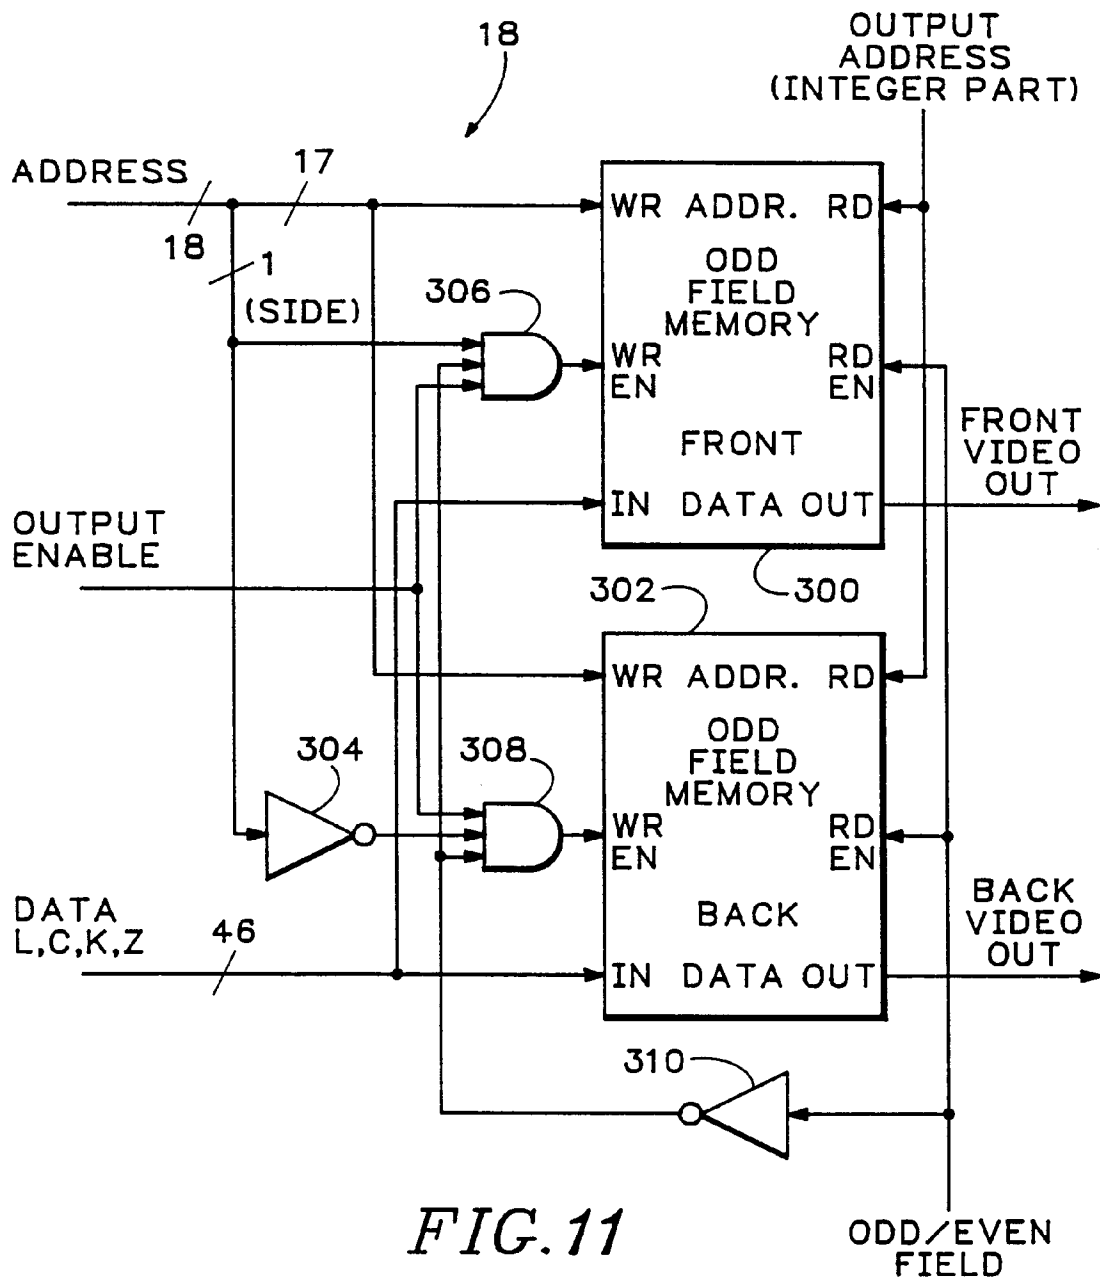 18
OUTPUT
ADDRESS
(INTEGER PART)
ADDRESS
18
17
1
(SIDE)
306
WR ADDR. RD
ODD
FIELD
MEMORY
WR
EN
RD
EN
FRONT
IN DATA OUT
FRONT
VIDEO
OUT
OUTPUT
ENABLE
300
302
WR ADDR. RD
ODD
FIELD
MEMORY
304
308
WR
EN
RD
EN
BACK
IN DATA OUT
BACK
VIDEO
OUT
DATA
L,C,K,Z
46
310
FIG.11
ODD/EVEN
FIELD